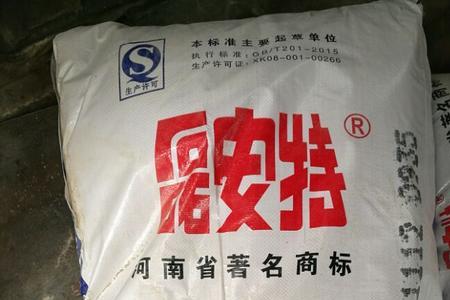 本标准主要起草单位
执行标准：GB/T201-2015
生产许可证：XK08-001-00266
生产许可
安特®
河南省著名商标